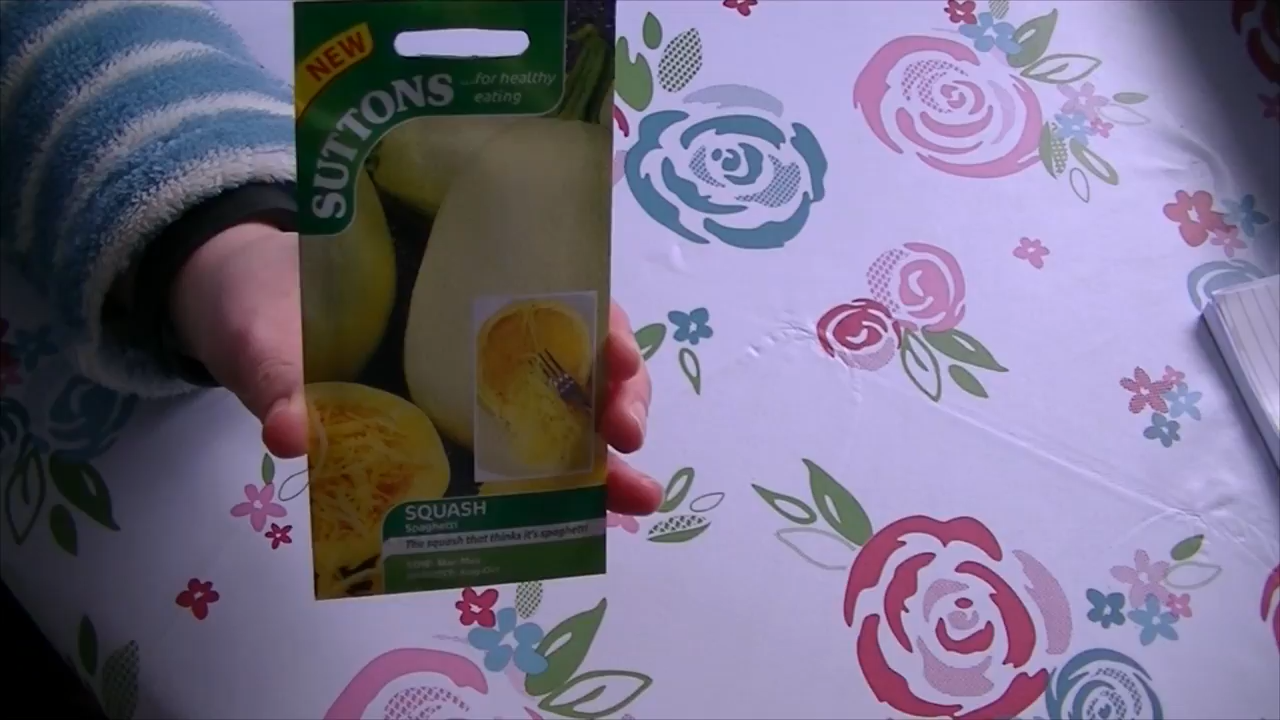 NEW
SUTTONS
...for healthy
eating
SQUASH
Spaghetti
The squash that thinks it's spaghetti